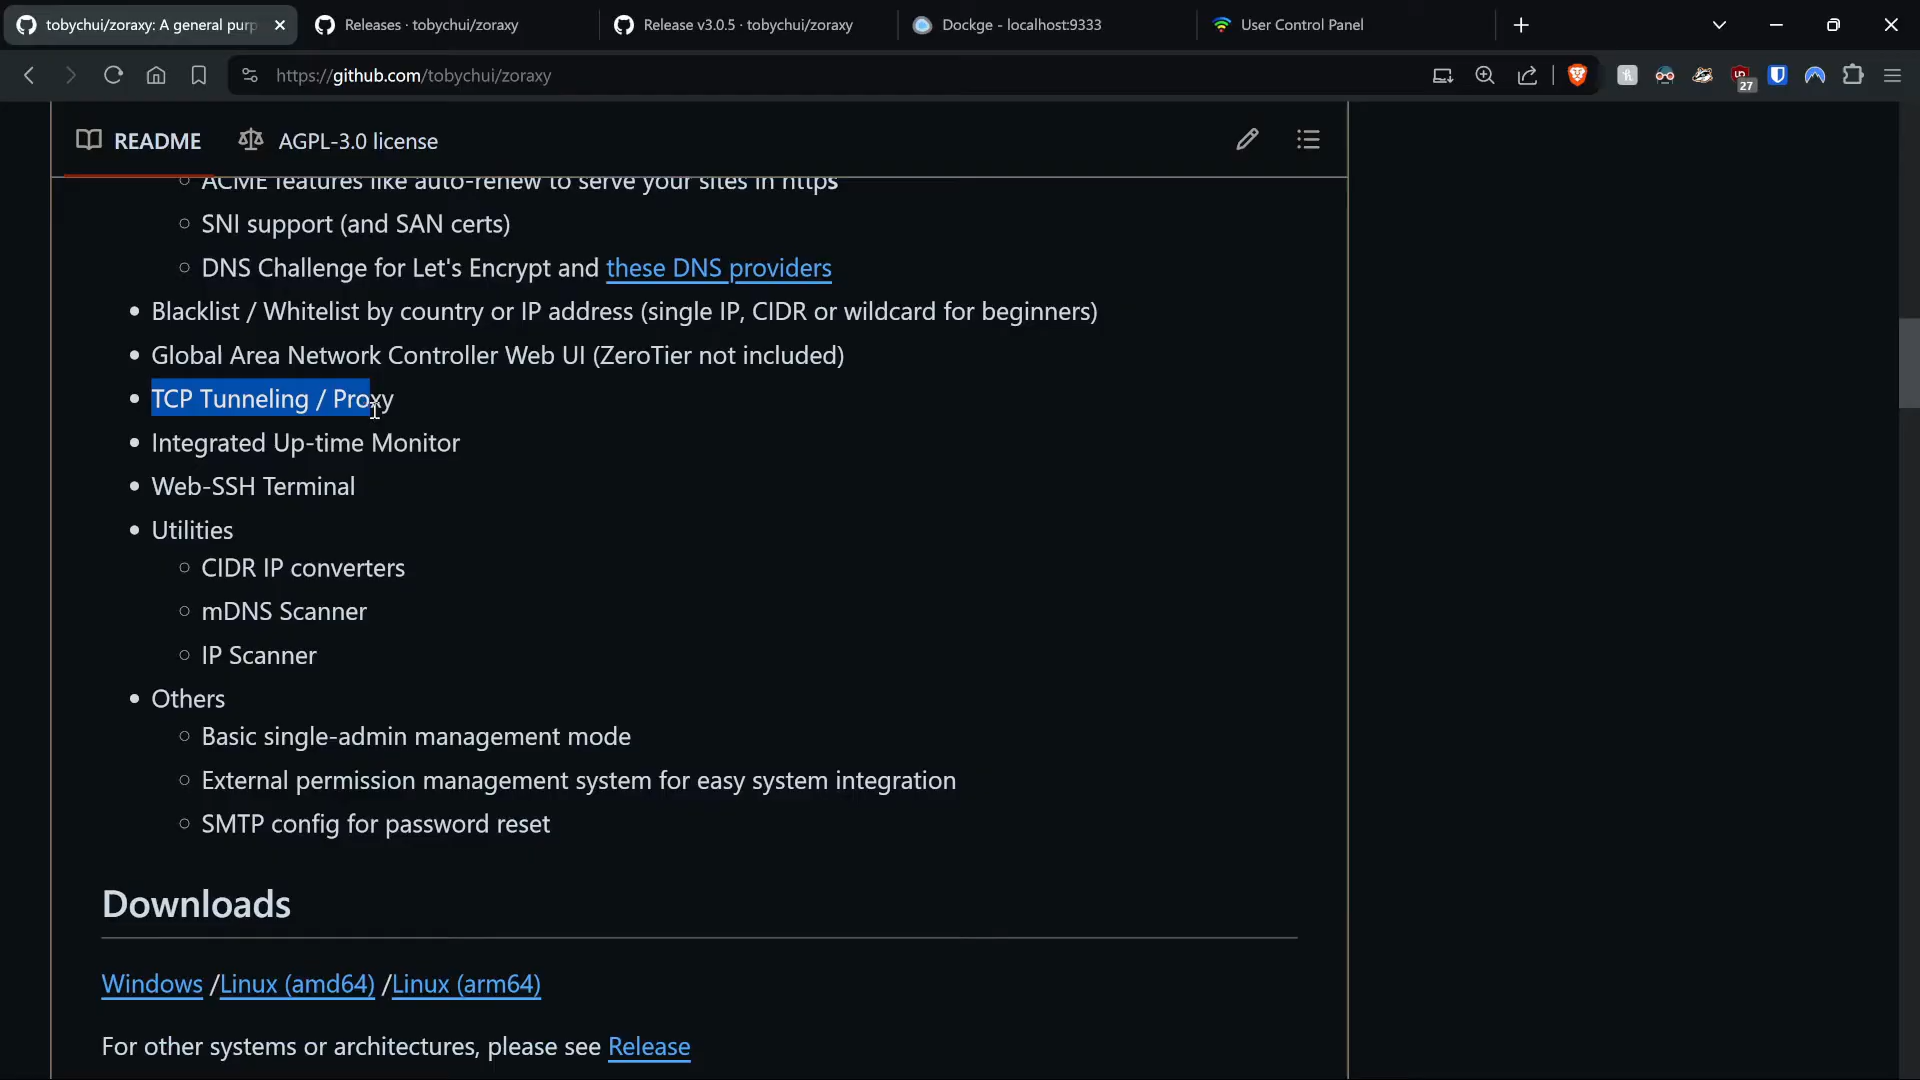 tobychui/zoraxy: A general purp
Releases · tobychui/zoraxy
Release v3.0.5 · tobychui/zoraxy
Dockge - localhost:9333
User Control Panel
https://github.com/tobychui/zoraxy
27
README
AGPL-3.0 license
ACME features like auto-renew to serve your sites in https
SNI support (and SAN certs)
DNS Challenge for Let's Encrypt and these DNS providers
Blacklist / Whitelist by country or IP address (single IP, CIDR or wildcard for beginners)
Global Area Network Controller Web UI (ZeroTier not included)
TCP Tunneling / Proxy
Integrated Up-time Monitor
Web-SSH Terminal
Utilities
CIDR IP converters
mDNS Scanner
IP Scanner
Others
Basic single-admin management mode
External permission management system for easy system integration
SMTP config for password reset
Downloads
Windows /Linux (amd64) /Linux (arm64)
For other systems or architectures, please see Release